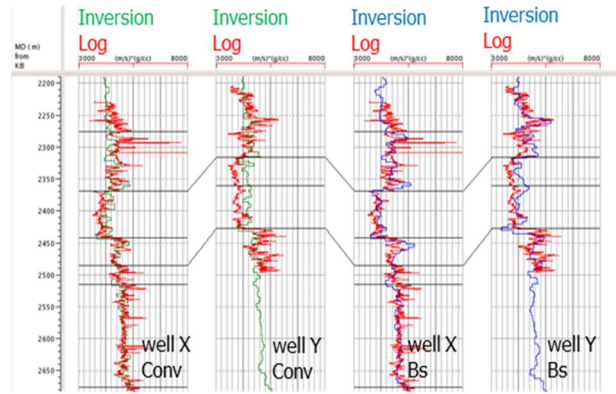 Inversion Inversion Inversion Inversion
Log Log Log Log
MD (m)
from
KB
3000 (m/s)*(g/cc) 8000 3000 (m/s)*(g/cc) 8000 3000 (m/s)*(g/cc) 8000 3000 (m/s)*(g/cc) 8000
2200
2250
2300
2350
2400
2450
2500
2550
2600
2650
well X well Y well X well Y
Conv Conv Bs Bs